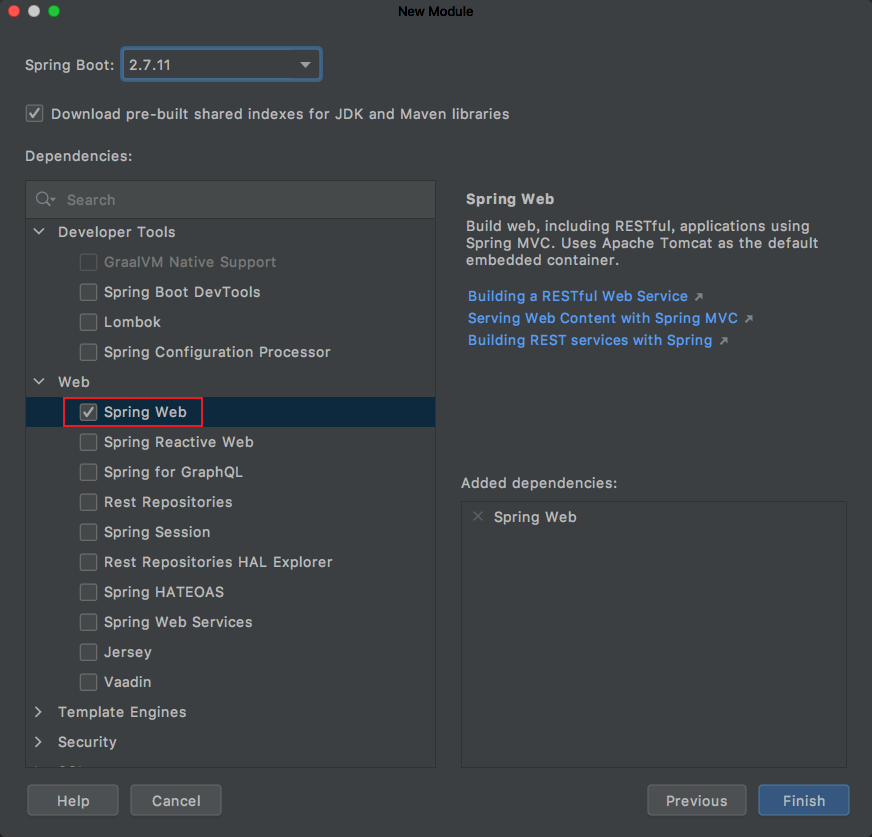 New Module
Spring Boot: 2.7.11
Download pre-built shared indexes for JDK and Maven libraries
Dependencies:
Search
Developer Tools
GraalVM Native Support
Spring Boot DevTools
Lombok
Spring Configuration Processor
Web
Spring Web
Spring Reactive Web
Spring for GraphQL
Rest Repositories
Spring Session
Rest Repositories HAL Explorer
Spring HATEOAS
Spring Web Services
Jersey
Vaadin
Template Engines
Security
Spring Web
Build web, including RESTful, applications using
Spring MVC. Uses Apache Tomcat as the default
embedded container.
Building a RESTful Web Service
Serving Web Content with Spring MVC
Building REST services with Spring
Added dependencies:
Spring Web
Help
Cancel
Previous
Finish